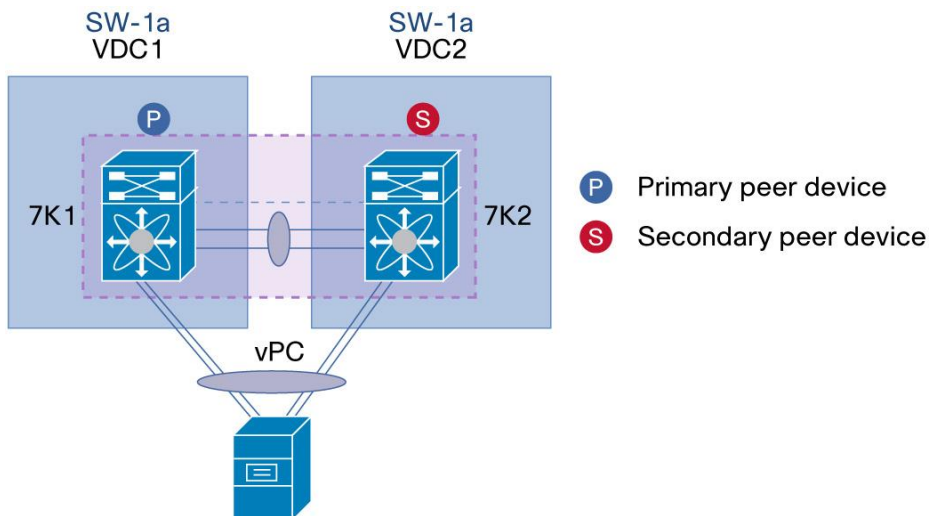 SW-1a
VDC1
SW-1a
VDC2
P
S
7K1
7K2
P Primary peer device
S Secondary peer device
vPC